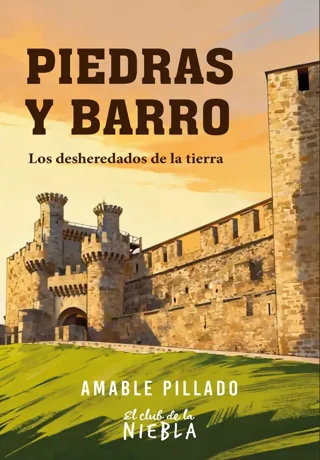 PIEDRAS
Y BARRO
Los desheredados de la tierra
AMABLE PILLADO
El club de la
NIEBLA